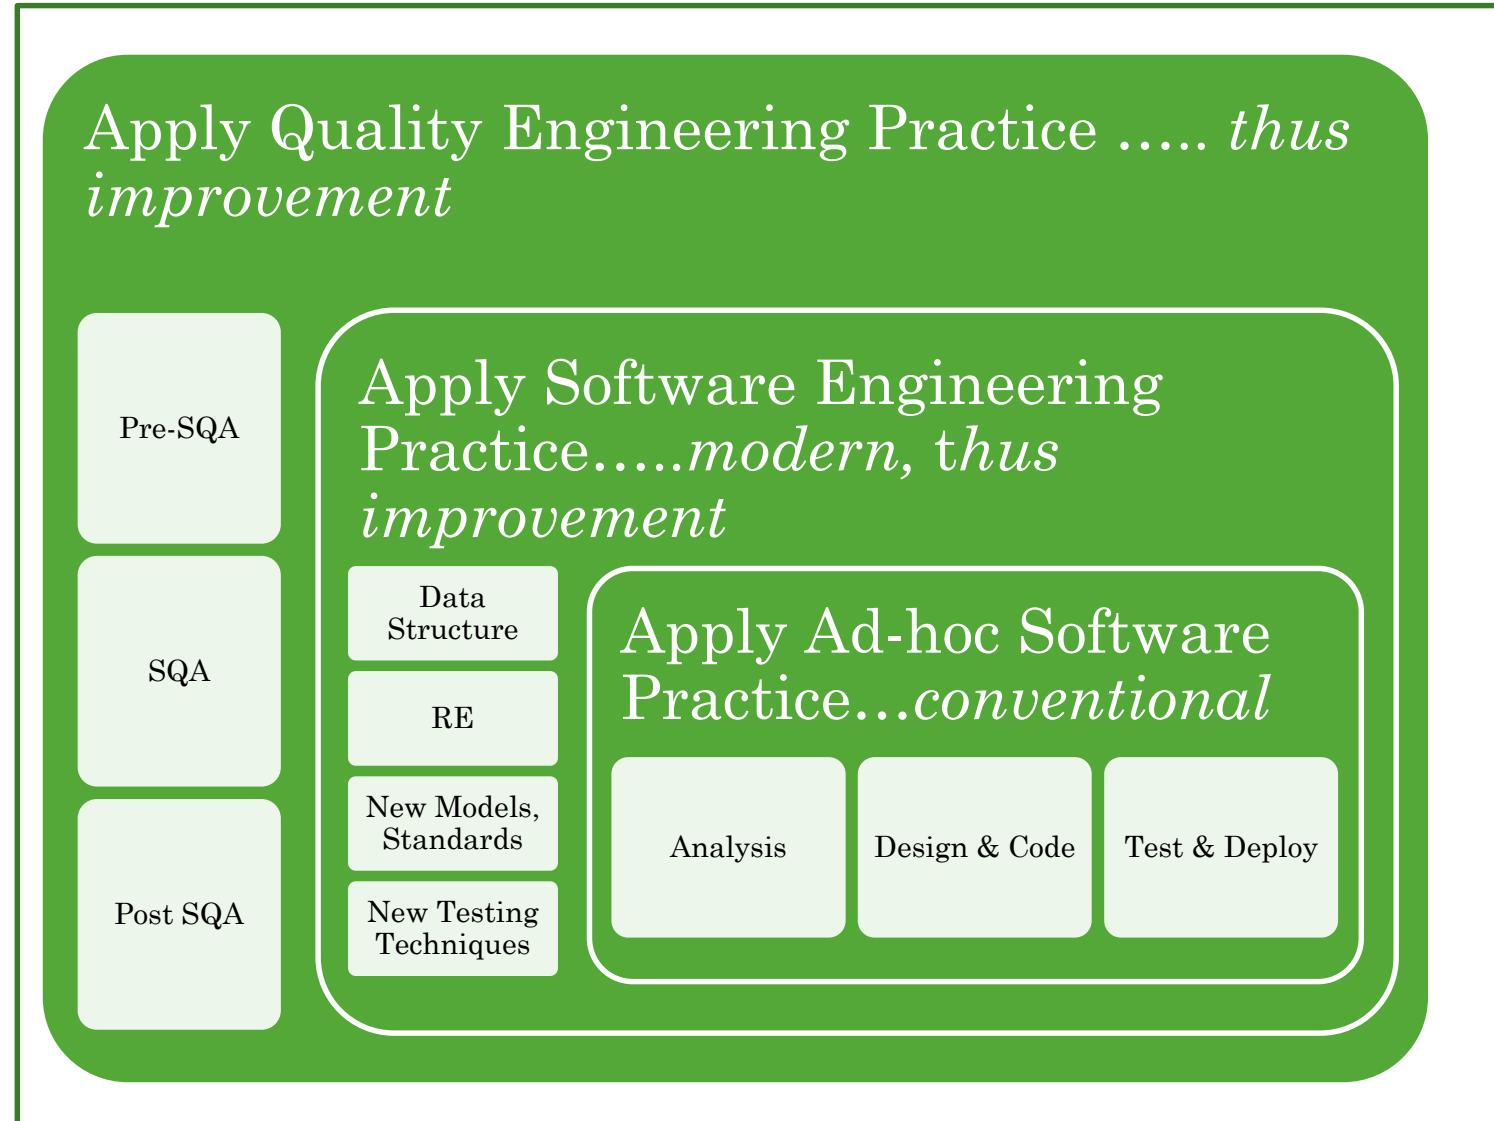 Apply Quality Engineering Practice ….. thus
improvement
Pre-SQA
SQA
Post SQA
Apply Software Engineering
Practice…..modern, thus
improvement
Data
Structure
RE
New Models,
Standards
New Testing
Techniques
Apply Ad-hoc Software
Practice…conventional
Analysis
Design & Code
Test & Deploy